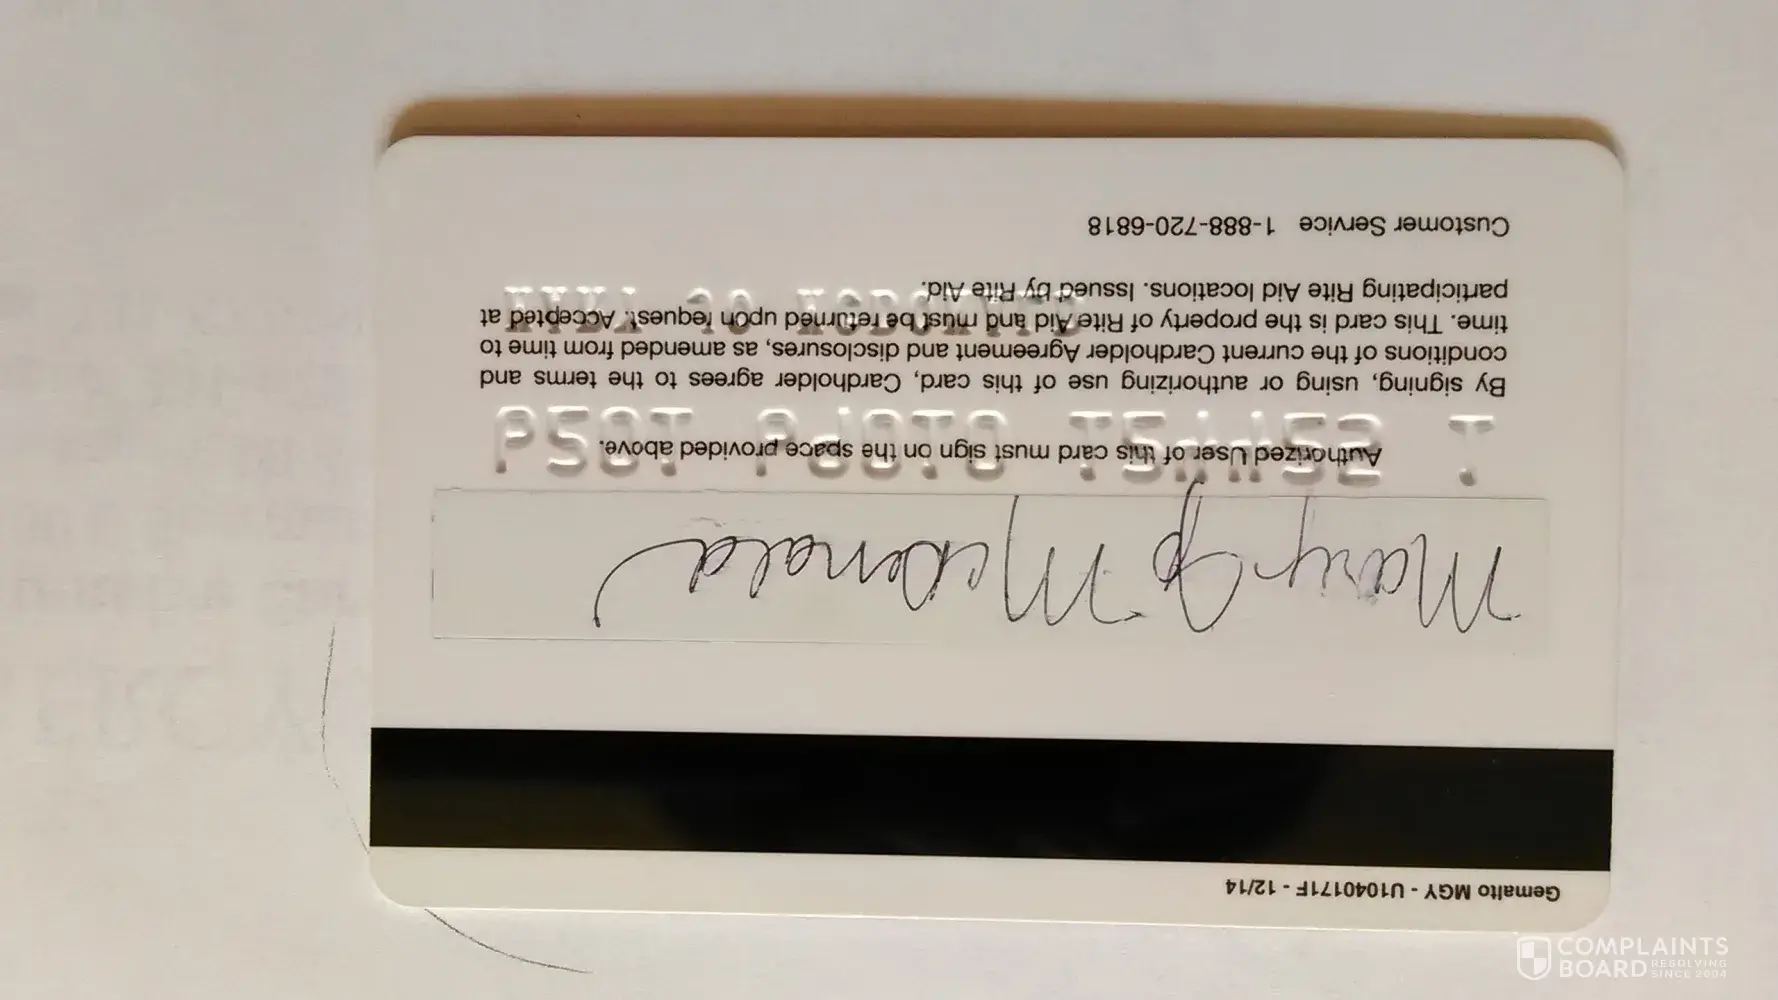 Gemalto MGY - U1040171F - 12/14
Mary Jo McDonald
Authorized User of this card must sign on the space provided above.
By signing, using or authorizing use of this card, Cardholder agrees to the terms and
conditions of the current Cardholder Agreement and disclosures, as amended from time to
time. This card is the property of Rite Aid and must be returned upon request. Accepted at
participating Rite Aid locations. Issued by Rite Aid.
Customer Service 1-888-720-6818
COMPLAINTS
BOARD RESOLVING
SINCE 2004